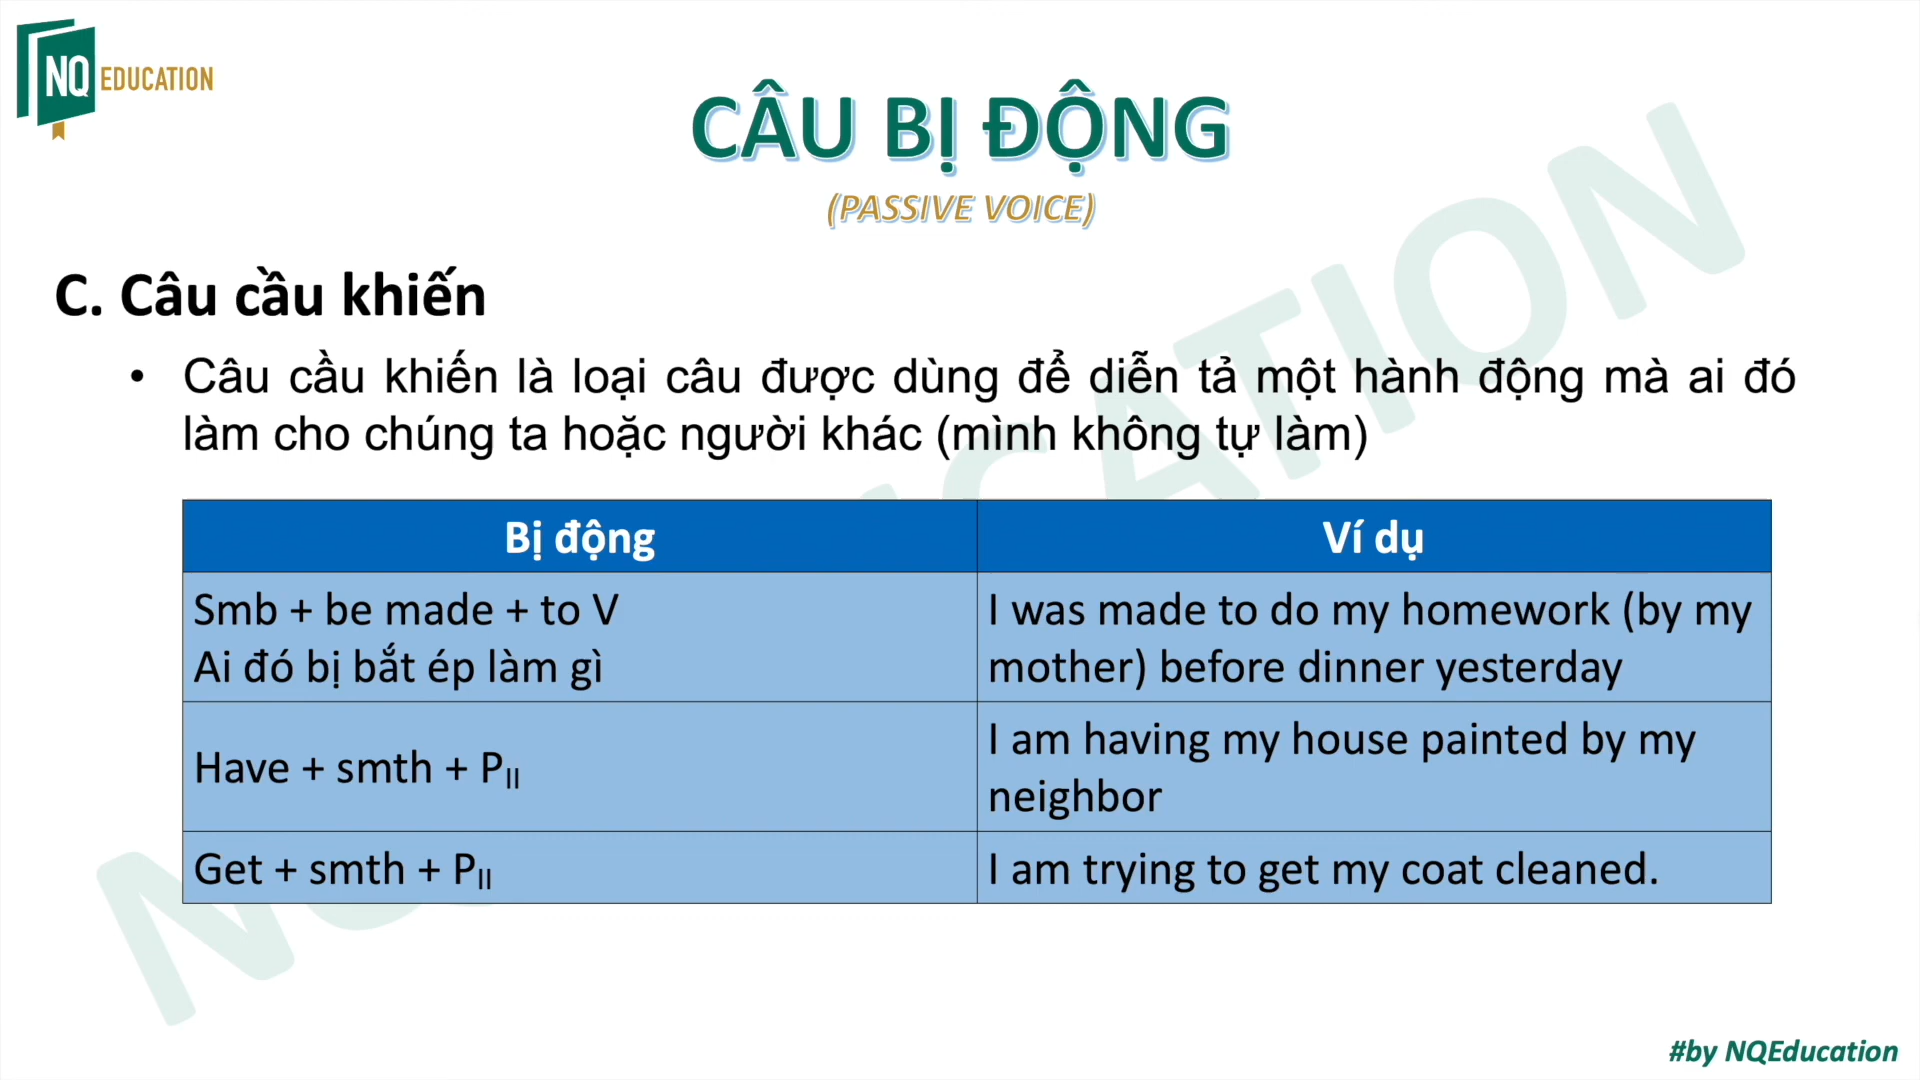 NQ EDUCATION
CÂU BỊ ĐỘNG
(PASSIVE VOICE)
C. Câu cầu khiến
• Câu cầu khiến là loại câu được dùng để diễn tả một hành động mà ai đó
làm cho chúng ta hoặc người khác (mình không tự làm)
Bị động
Ví dụ
Smb + be made + to V
Ai đó bị bắt ép làm gì
I was made to do my homework (by my
mother) before dinner yesterday
Have + smth + PII
I am having my house painted by my
neighbor
Get + smth + PII
I am trying to get my coat cleaned.
NQ EDUCATION
#by NQEducation